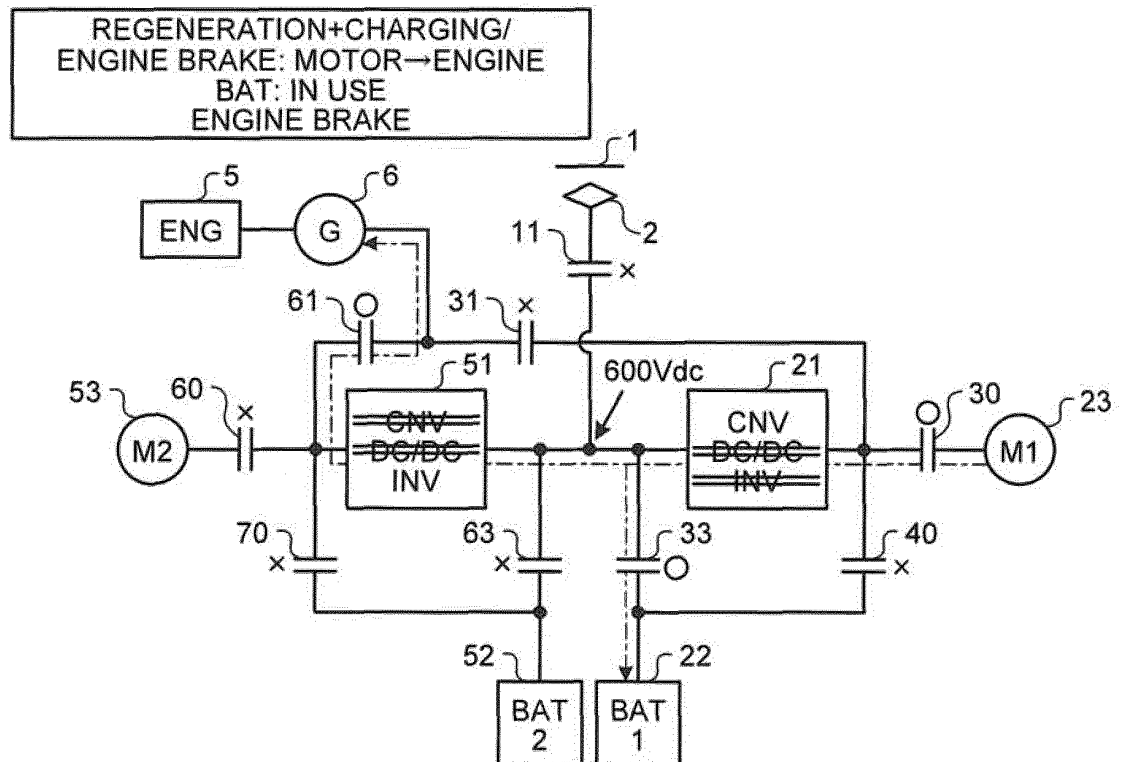 REGENERATION+CHARGING/
ENGINE BRAKE: MOTOR→ENGINE
BAT: IN USE
ENGINE BRAKE
1
5
6
ENG
G
11
2
×
61
○
31
×
600Vdc
51
21
53
60
×
○
30
23
M2
CNV
DC/DC
INV
CNV
DC/DC
INV
M1
70
×
63
×
33
○
40
×
52
22
BAT
2
BAT
1